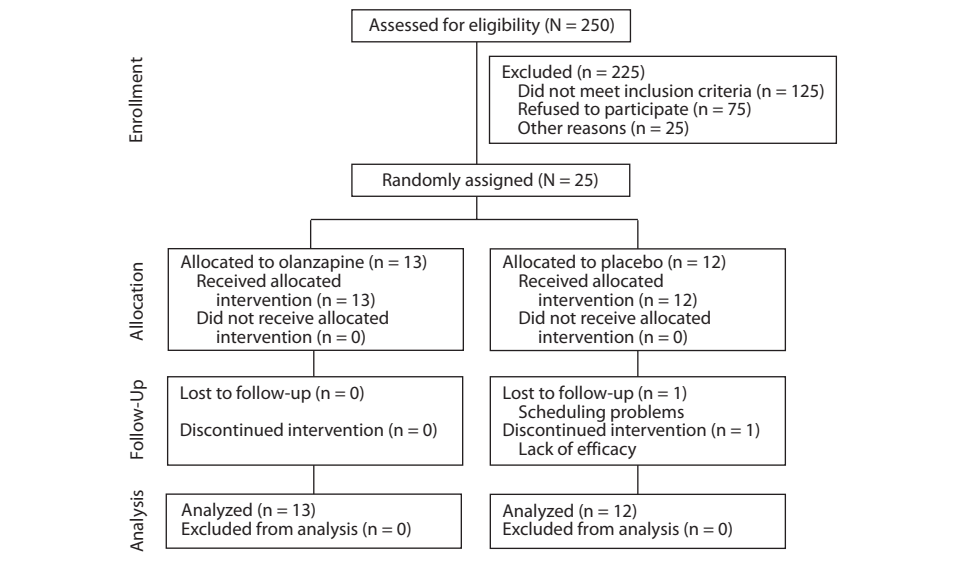 Assessed for eligibility (N = 250)
Enrollment
Excluded (n = 225)
Did not meet inclusion criteria (n = 125)
Refused to participate (n = 75)
Other reasons (n = 25)
Randomly assigned (N = 25)
Allocation
Allocated to olanzapine (n = 13)
Received allocated
intervention (n = 13)
Did not receive allocated
intervention (n = 0)
Allocated to placebo (n = 12)
Received allocated
intervention (n = 12)
Did not receive allocated
intervention (n = 0)
Follow-Up
Lost to follow-up (n = 0)
Discontinued intervention (n = 0)
Lost to follow-up (n = 1)
Scheduling problems
Discontinued intervention (n = 1)
Lack of efficacy
Analysis
Analyzed (n = 13)
Excluded from analysis (n = 0)
Analyzed (n = 12)
Excluded from analysis (n = 0)